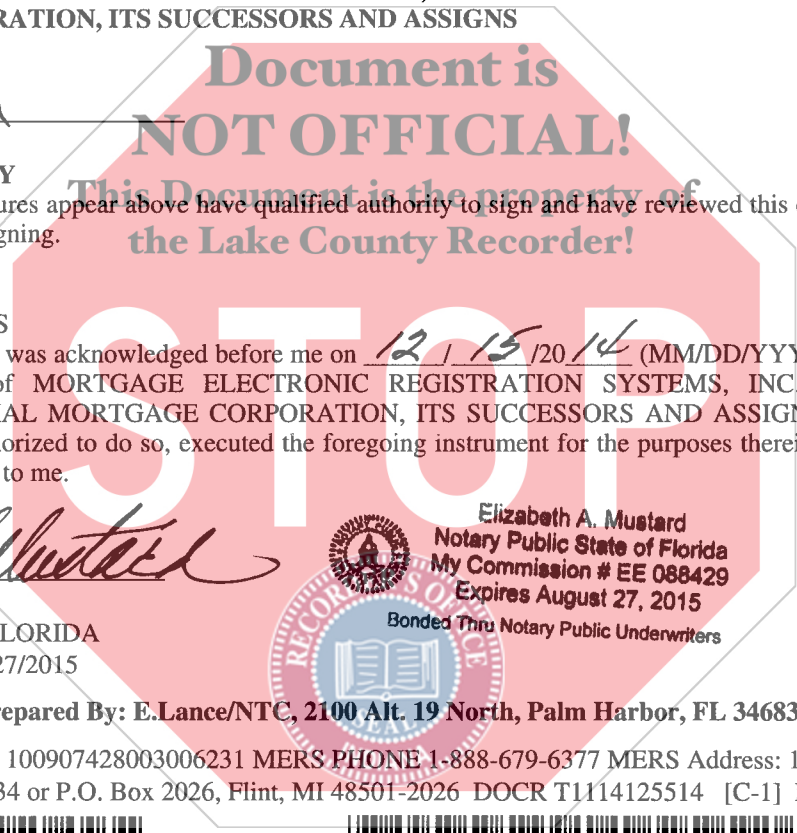 RATION, ITS SUCCESSORS AND ASSIGNS
Document is
NOT OFFICIAL!
Y
This Document is the property of
ures appear above have qualified authority to sign and have reviewed this
gning.
the Lake County Recorder!
STOP
S
was acknowledged before me on 12 / 15 /20 14 (MM/DD/YYY
of MORTGAGE ELECTRONIC REGISTRATION SYSTEMS, INC
IAL MORTGAGE CORPORATION, ITS SUCCESSORS AND ASSIGN
orized to do so, executed the foregoing instrument for the purposes therei
to me.
Mustard
Elizabeth A. Mustard
Notary Public State of Florida
My Commission # EE 088429
Expires August 27, 2015
Bonded Thru Notary Public Underwriters
RECORDER'S OFFICE
SEAL
LORIDA
27/2015
repared By: E.Lance/NTC, 2100 Alt. 19 North, Palm Harbor, FL 34683
100907428003006231 MERS PHONE 1-888-679-6377 MERS Address: 1
34 or P.O. Box 2026, Flint, MI 48501-2026 DOCR T1114125514 [C-1]